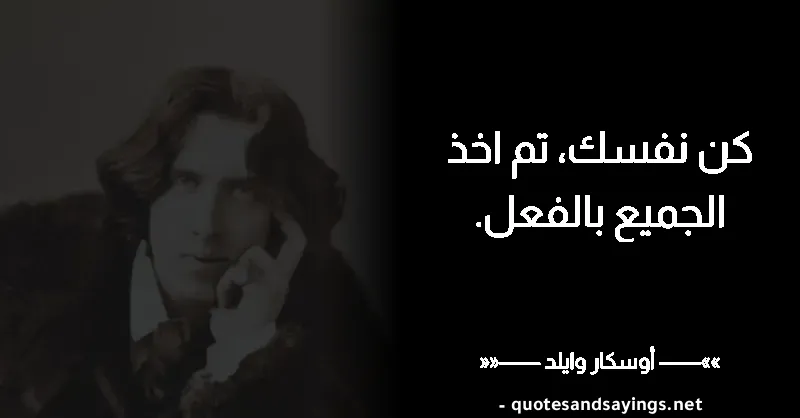 كن نفسك، تم اخذ
الجميع بالفعل.
»»—— أوسكار وايلد ——««
- quotesandsayings.net